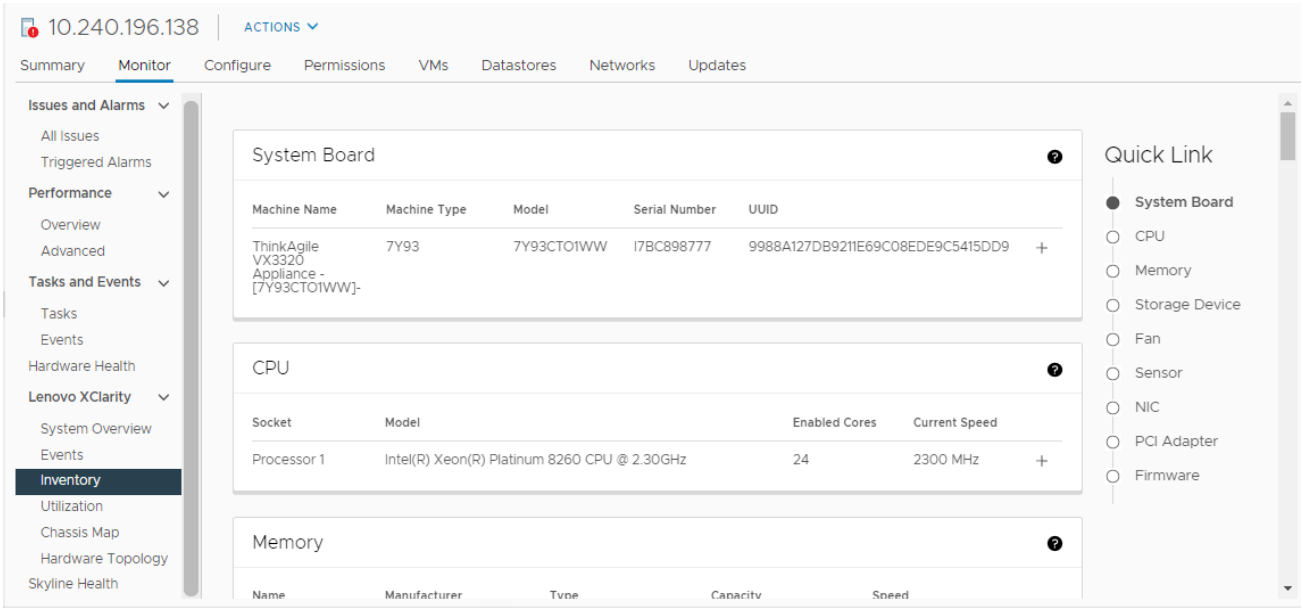 10.240.196.138 ACTIONS
Summary Monitor Configure Permissions VMs Datastores Networks Updates
Issues and Alarms
All Issues
Triggered Alarms
Performance
Overview
Advanced
Tasks and Events
Tasks
Events
Hardware Health
Lenovo XClarity
System Overview
Events
Inventory
Utilization
Chassis Map
Hardware Topology
Skyline Health
System Board
Machine Name Machine Type Model Serial Number UUID
ThinkAgile 7Y93 7Y93CTO1WW I7BC898777 9988A127DB9211E69C08EDE9C5415DD9 +
VX3320
Appliance -
[7Y93CTO1WW]-
CPU
Socket Model Enabled Cores Current Speed
Processor 1 Intel(R) Xeon(R) Platinum 8260 CPU @ 2.30GHz 24 2300 MHz +
Memory
Name Manufacturer Type Capacity Speed
Quick Link
System Board
CPU
Memory
Storage Device
Fan
Sensor
NIC
PCI Adapter
Firmware